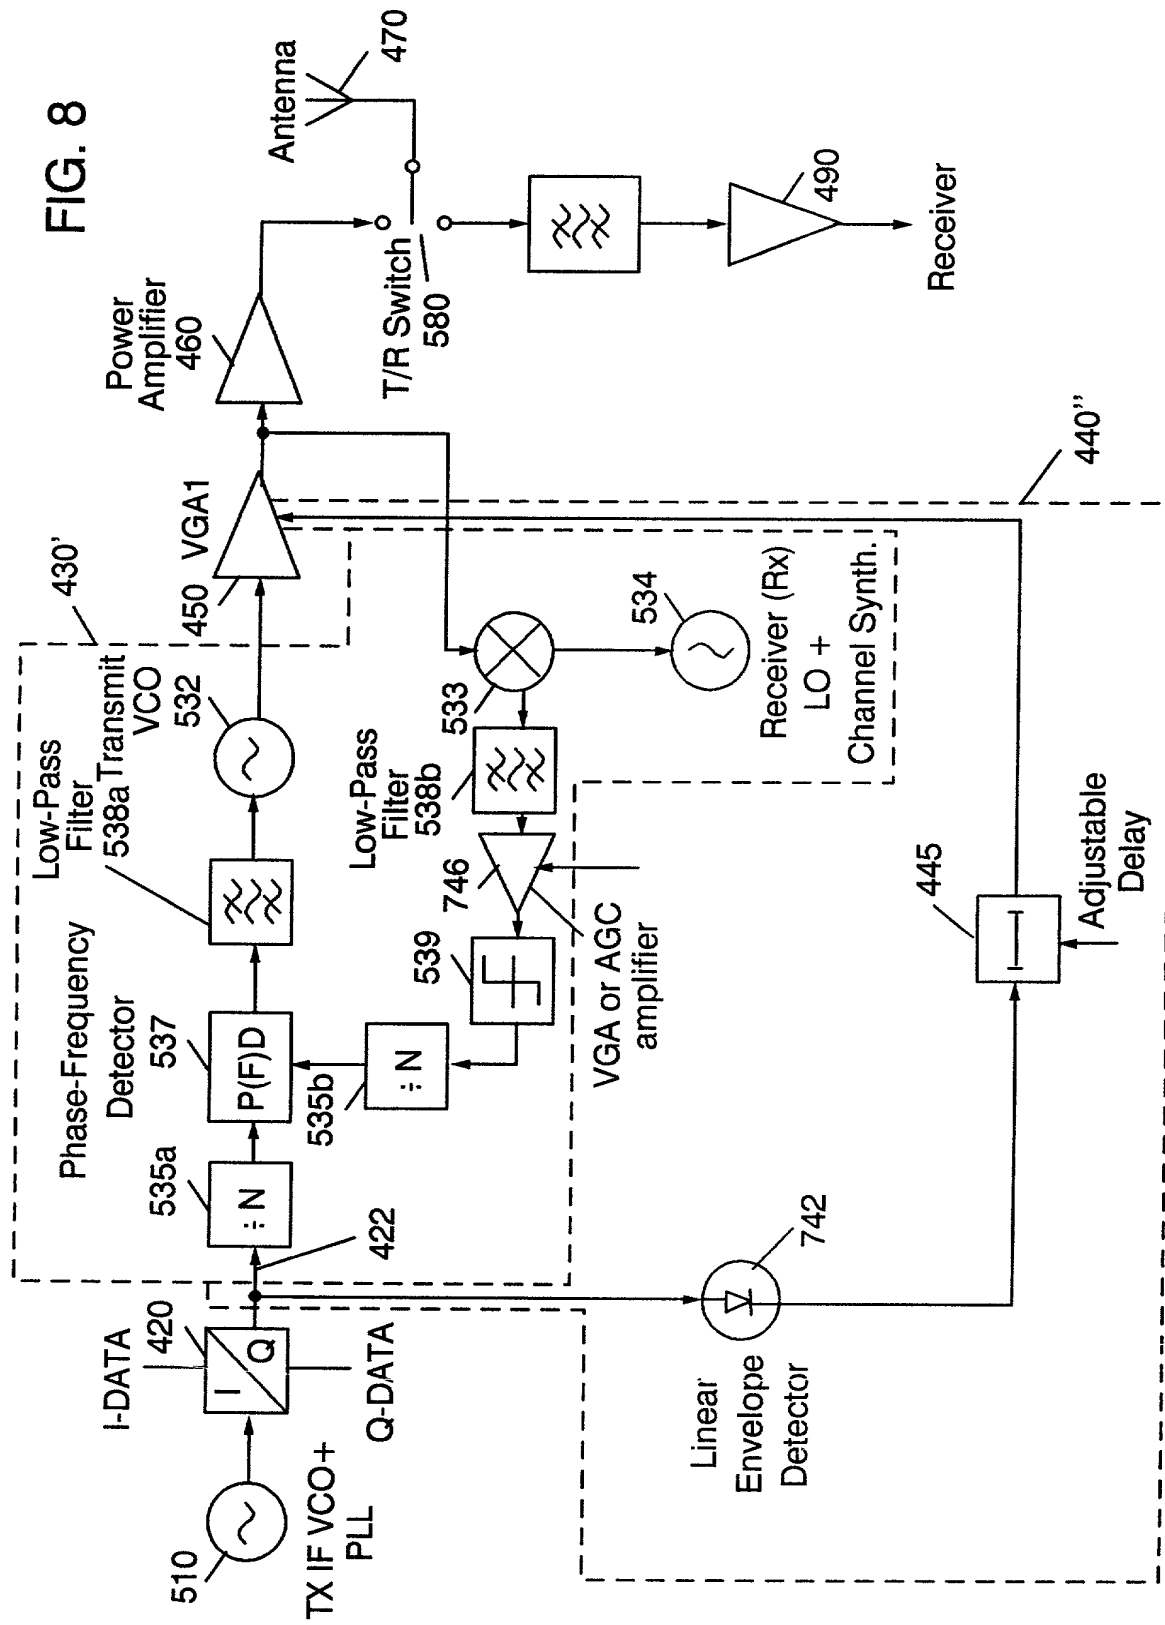 FIG. 8
I-DATA
420
I
Q
Q-DATA
510
TX IF VCO+
PLL
422
535a
÷N
Phase-Frequency
Detector
537
P(F)D
535b
÷N
Low-Pass
Filter
538a
Transmit
VCO
532
430'
450
VGA1
Power
Amplifier
460
Antenna
470
T/R Switch
580
490
Receiver
539
746
VGA or AGC
amplifier
Low-Pass
Filter
538b
533
534
Receiver (Rx)
LO +
Channel Synth.
440''
Linear
Envelope
Detector
742
445
Adjustable
Delay